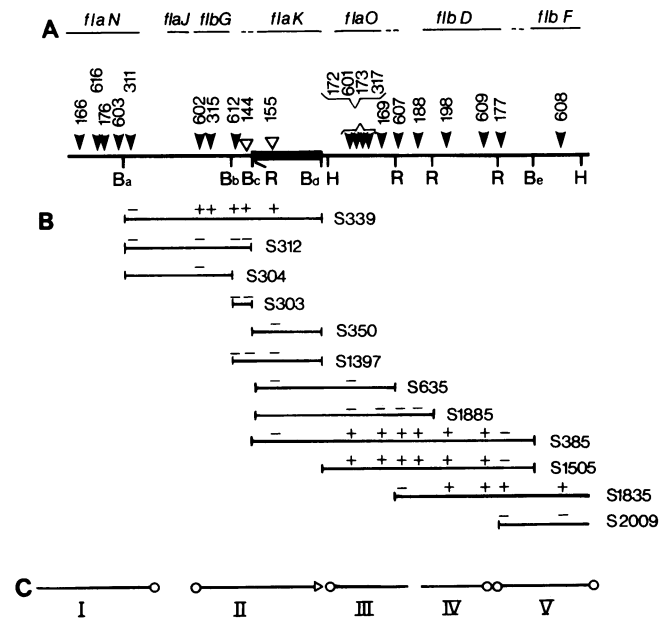 A flaN flaJ flbG flaK flaO flbD flbF
166 616 176 603 311 602 315 612 144 155 172 601 173 317 169 607 188 198 609 177 608
Ba Bb Bc R Bd H R R R Be H
B
− ++ ++ + S339
− − −− S312
− S304
−− S303
− S350
−− − S1397
− − S635
− − − − S1885
− + + + + + + − S385
+ + + + + + − S1505
− + + + + S1835
− − S2009
C
I II III IV V